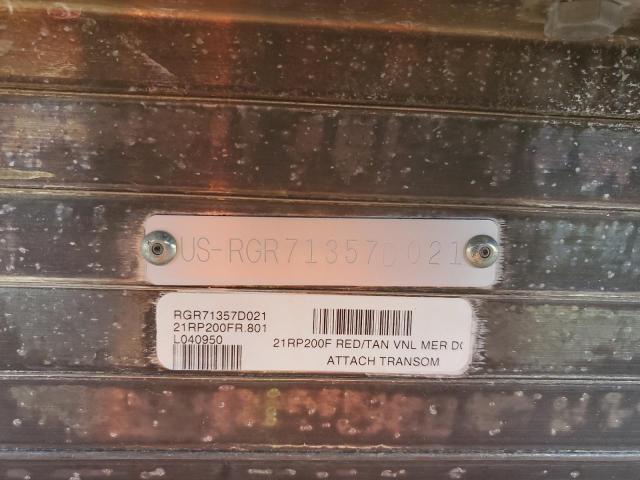 US-RGR71357D021
RGR71357D021
21RP200FR.801
L040950
21RP200F RED/TAN VNL MER
ATTACH TRANSOM